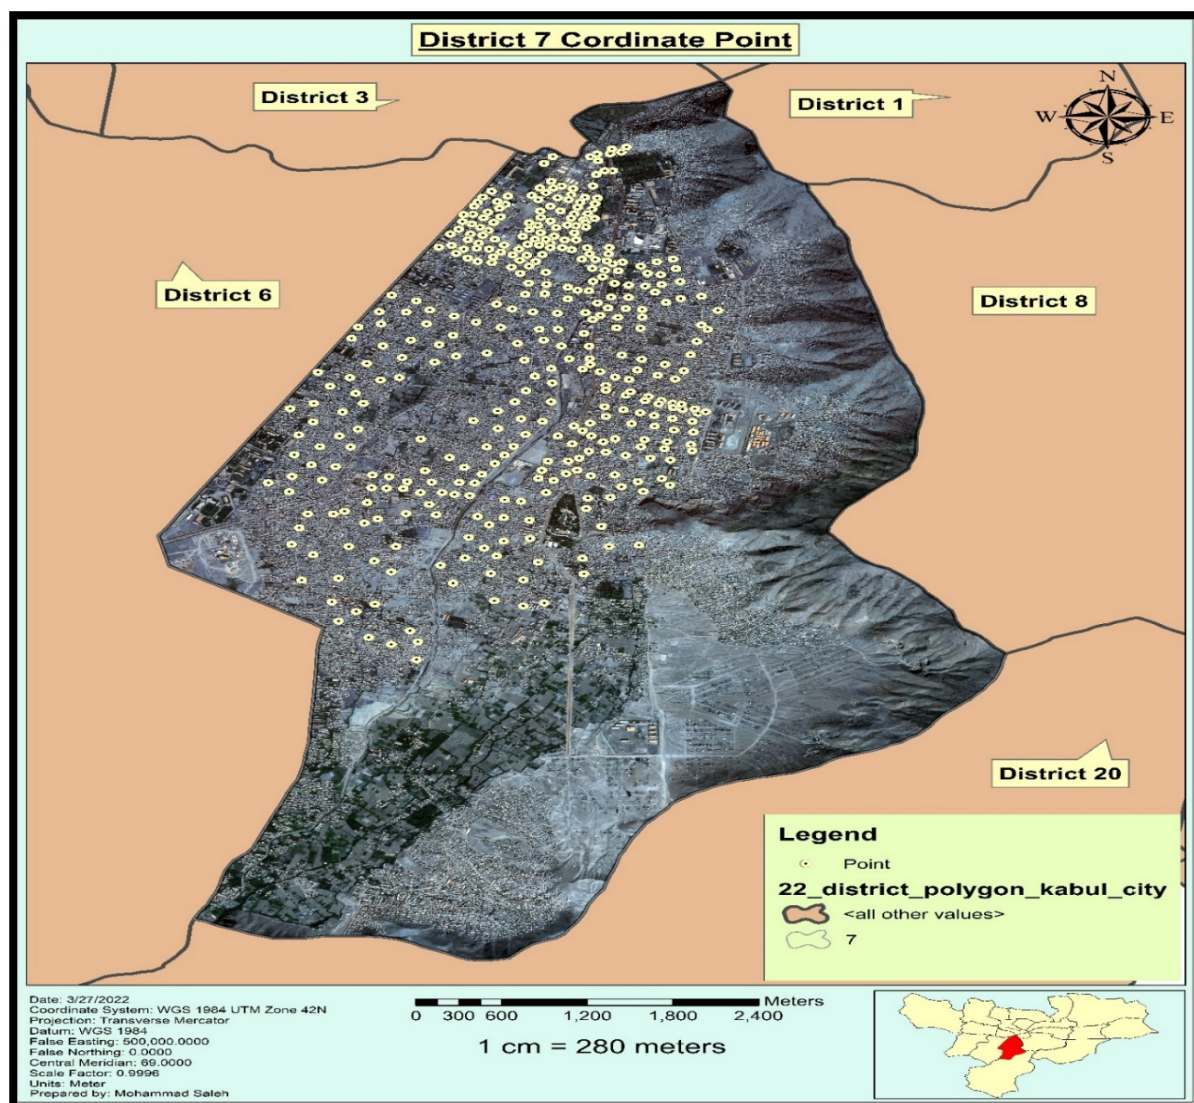 District 7 Cordinate Point
District 3
District 1
N
W
E
S
District 6
District 8
District 20
Legend
Point
22_district_polygon_kabul_city
<all other values>
7
Date: 3/27/2022
Coordinate System: WGS 1984 UTM Zone 42N
Projection: Transverse Mercator
Datum: WGS 1984
False Easting: 500,000.0000
False Northing: 0.0000
Central Meridian: 69.0000
Scale Factor: 0.9996
Units: Meter
Prepared by: Mohammad Saleh
Meters
0 300 600 1,200 1,800 2,400
1 cm = 280 meters